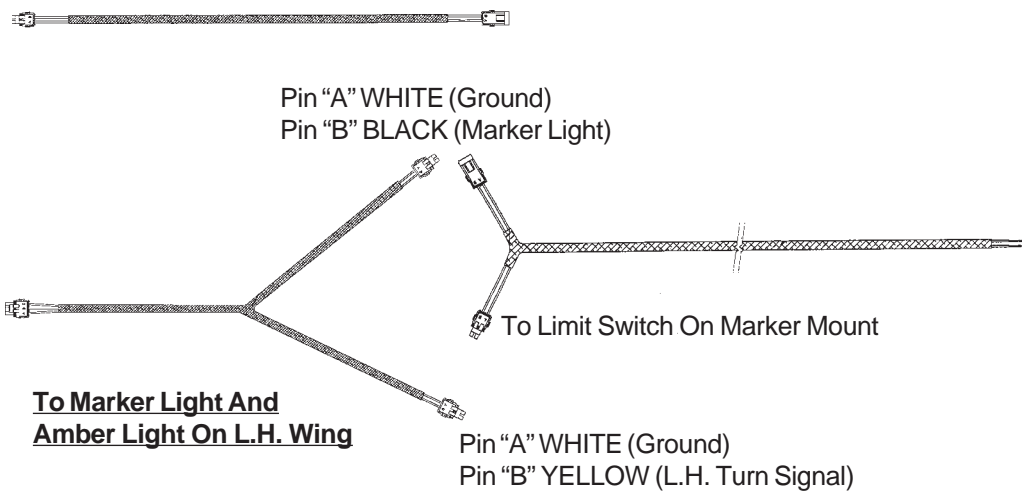 Pin “A” WHITE (Ground)
Pin “B” BLACK (Marker Light)
To Limit Switch On Marker Mount
To Marker Light And
Amber Light On L.H. Wing
Pin “A” WHITE (Ground)
Pin “B” YELLOW (L.H. Turn Signal)